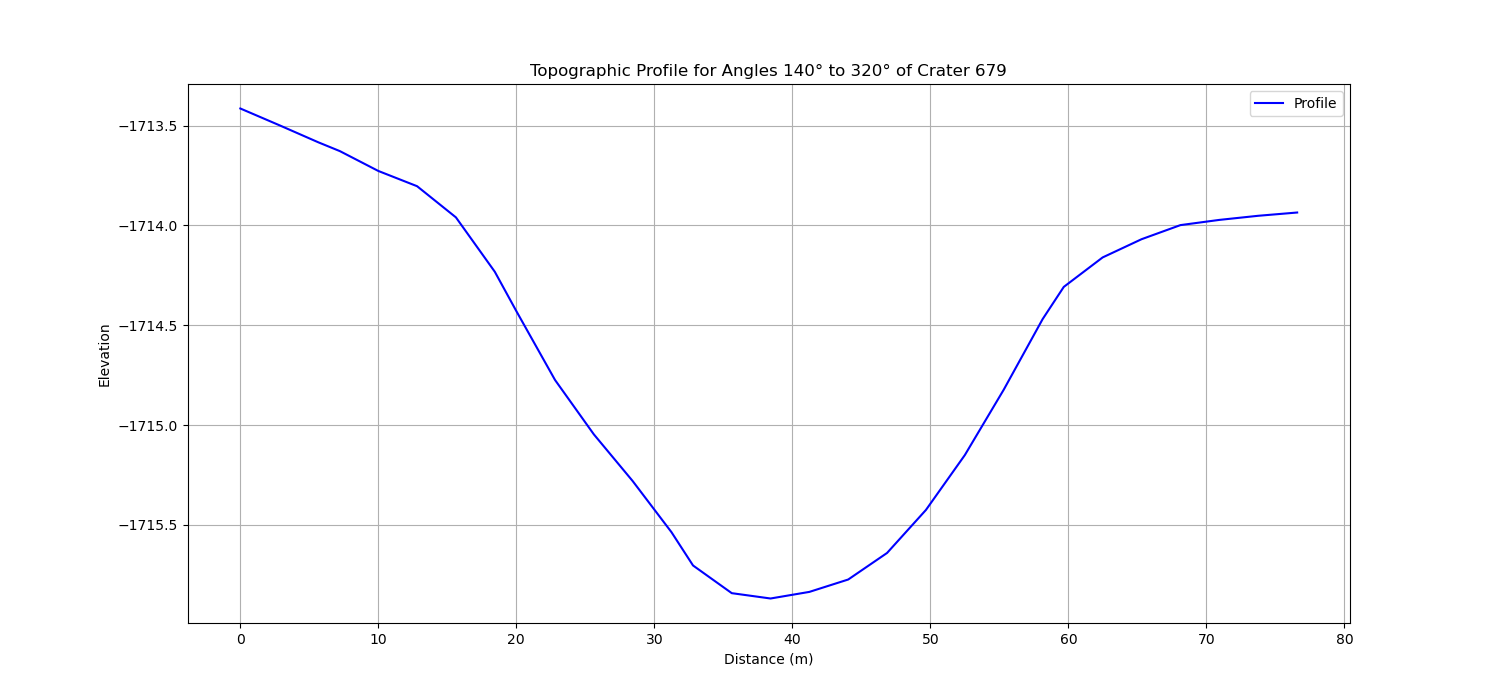 Topographic Profile for Angles 140° to 320° of Crater 679
Profile
−1713.5
−1714.0
−1714.5
−1715.0
−1715.5
Elevation
0 10 20 30 40 50 60 70 80
Distance (m)